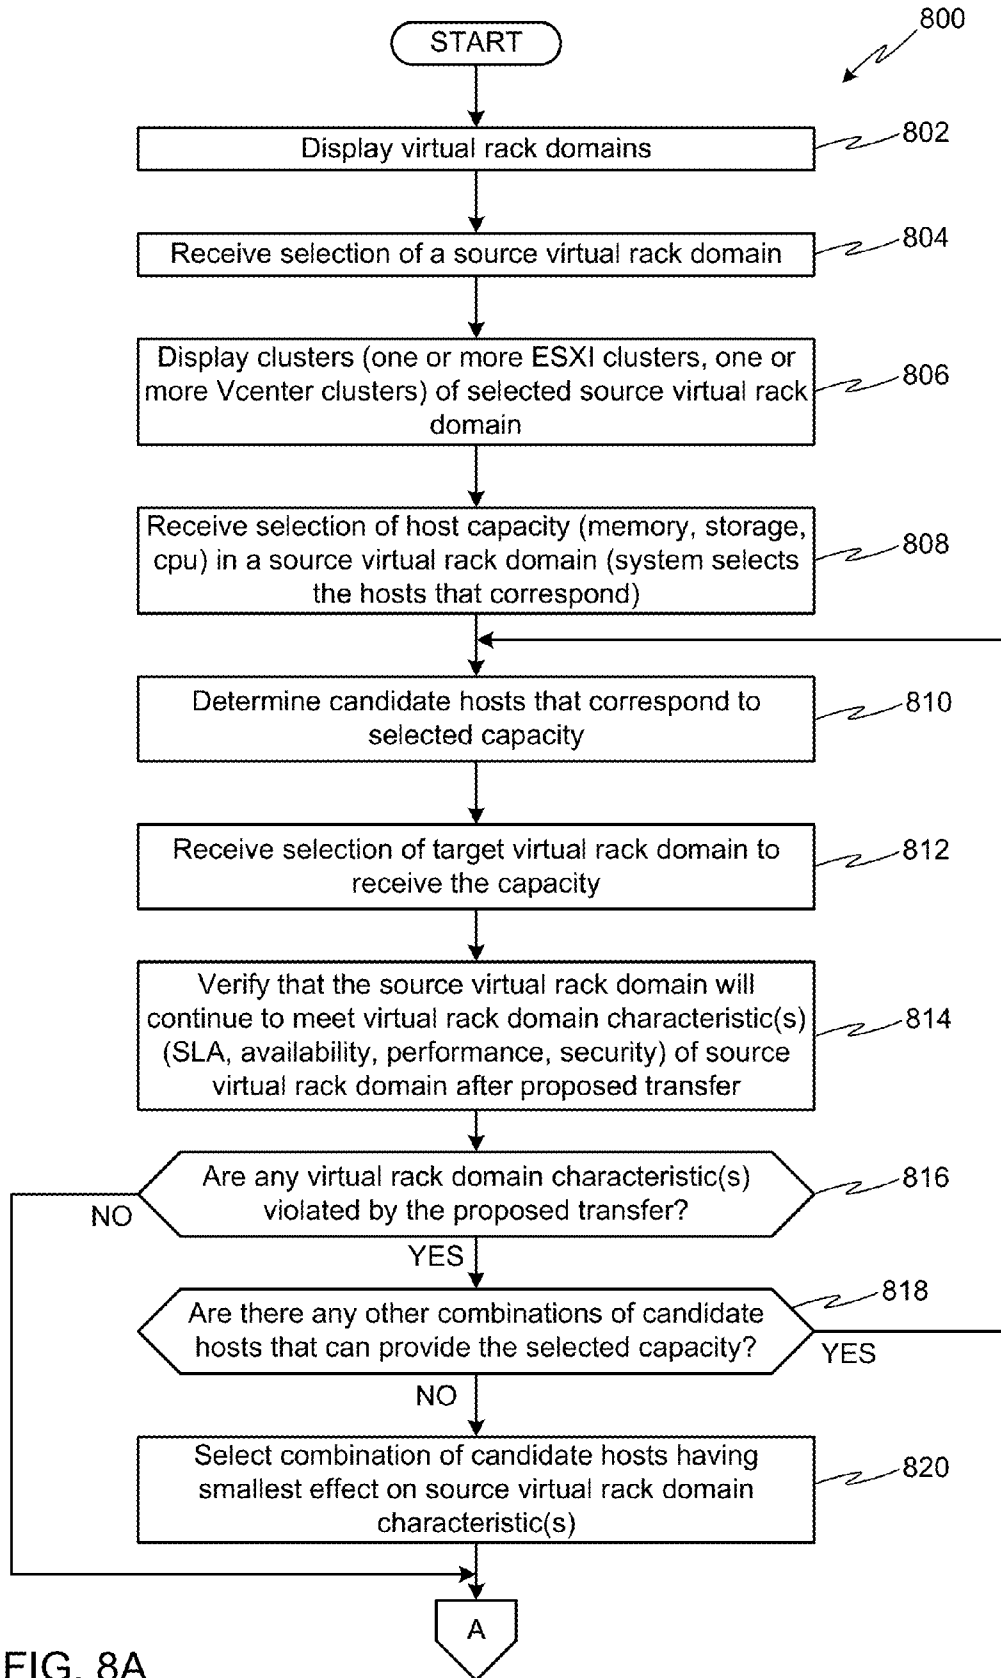 START
800
Display virtual rack domains
802
Receive selection of a source virtual rack domain
804
Display clusters (one or more ESXI clusters, one or
more Vcenter clusters) of selected source virtual rack
domain
806
Receive selection of host capacity (memory, storage,
cpu) in a source virtual rack domain (system selects
the hosts that correspond)
808
Determine candidate hosts that correspond to
selected capacity
810
Receive selection of target virtual rack domain to
receive the capacity
812
Verify that the source virtual rack domain will
continue to meet virtual rack domain characteristic(s)
(SLA, availability, performance, security) of source
virtual rack domain after proposed transfer
814
Are any virtual rack domain characteristic(s)
violated by the proposed transfer?
816
NO
YES
Are there any other combinations of candidate
hosts that can provide the selected capacity?
818
YES
NO
Select combination of candidate hosts having
smallest effect on source virtual rack domain
characteristic(s)
820
A
FIG. 8A